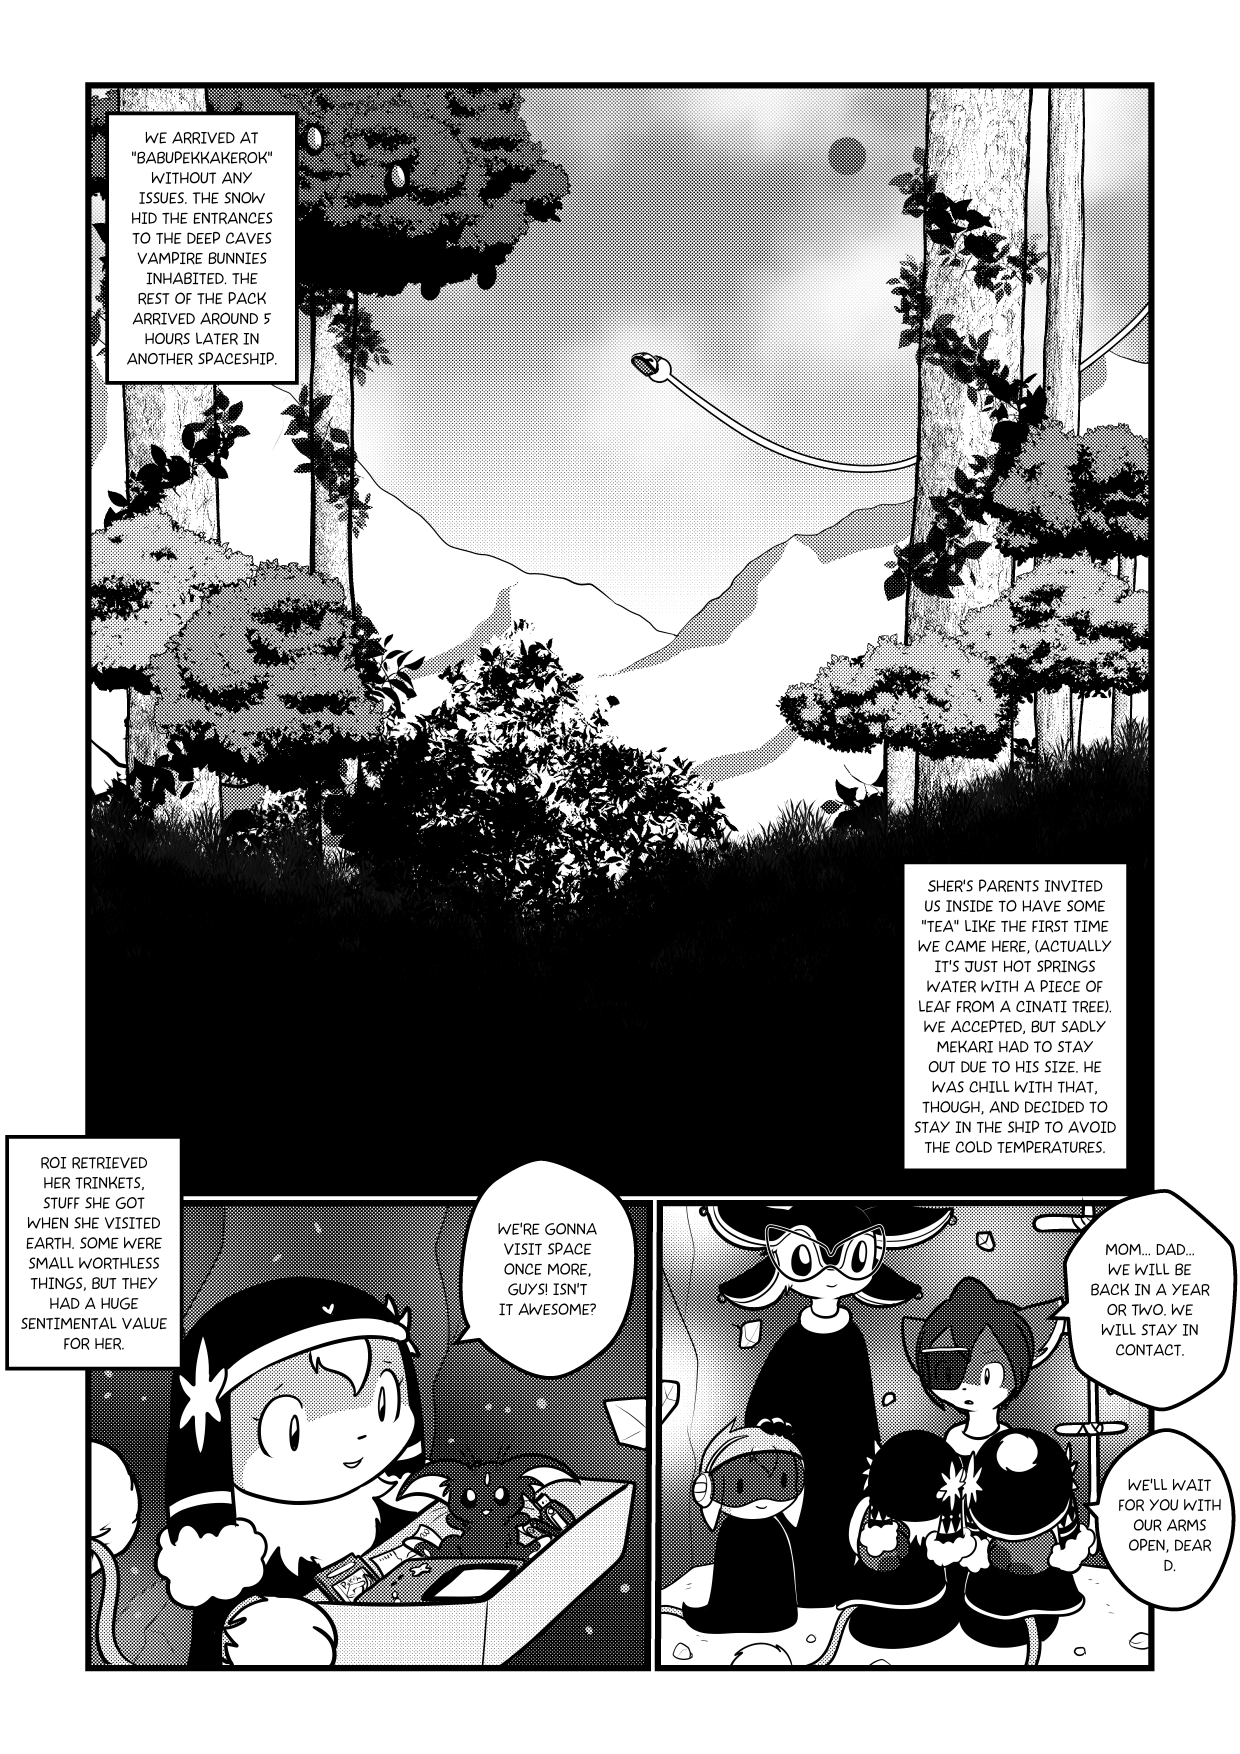 WE ARRIVED AT
"BABUPEKKAKEROK"
WITHOUT ANY
ISSUES. THE SNOW
HID THE ENTRANCES
TO THE DEEP CAVES
VAMPIRE BUNNIES
INHABITED. THE
REST OF THE PACK
ARRIVED AROUND 5
HOURS LATER IN
ANOTHER SPACESHIP.
SHER'S PARENTS INVITED
US INSIDE TO HAVE SOME
"TEA" LIKE THE FIRST TIME
WE CAME HERE, (ACTUALLY
IT'S JUST HOT SPRINGS
WATER WITH A PIECE OF
LEAF FROM A CINATI TREE).
WE ACCEPTED, BUT SADLY
MEKARI HAD TO STAY
OUT DUE TO HIS SIZE. HE
WAS CHILL WITH THAT,
THOUGH, AND DECIDED TO
STAY IN THE SHIP TO AVOID
THE COLD TEMPERATURES.
ROI RETRIEVED
HER TRINKETS,
STUFF SHE GOT
WHEN SHE VISITED
EARTH. SOME WERE
SMALL WORTHLESS
THINGS, BUT THEY
HAD A HUGE
SENTIMENTAL VALUE
FOR HER.
WE'RE GONNA
VISIT SPACE
ONCE MORE,
GUYS! ISN'T
IT AWESOME?
MOM... DAD...
WE WILL BE
BACK IN A YEAR
OR TWO. WE
WILL STAY IN
CONTACT.
WE'LL WAIT
FOR YOU WITH
OUR ARMS
OPEN, DEAR
D.